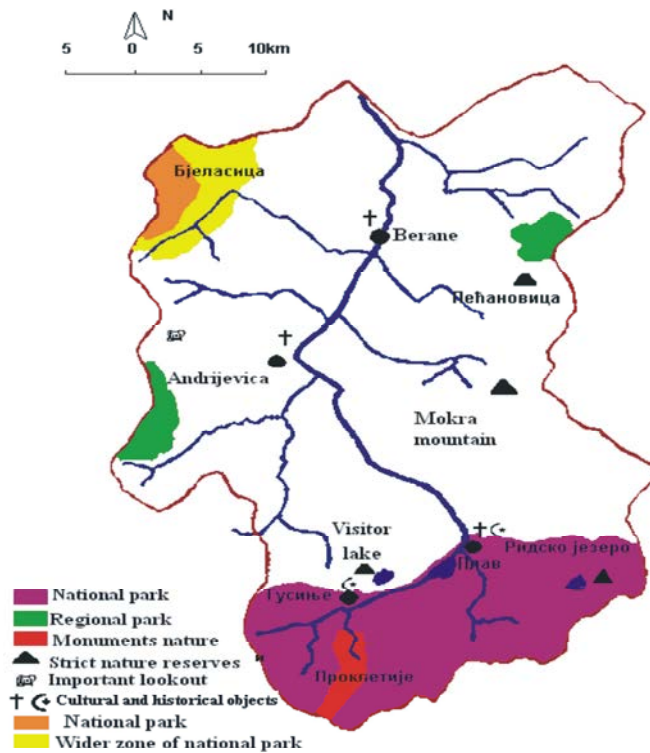 N
5 0 5 10km
Бјеласица
Berane
Пећановица
Andrijevica
Mokra
mountain
Visitor
lake
Ридско језеро
Плав
Гусиње
Проклетије
National park
Regional park
Monuments nature
Strict nature reserves и
Important lookout
Cultural and historical objects
National park
Wider zone of national park